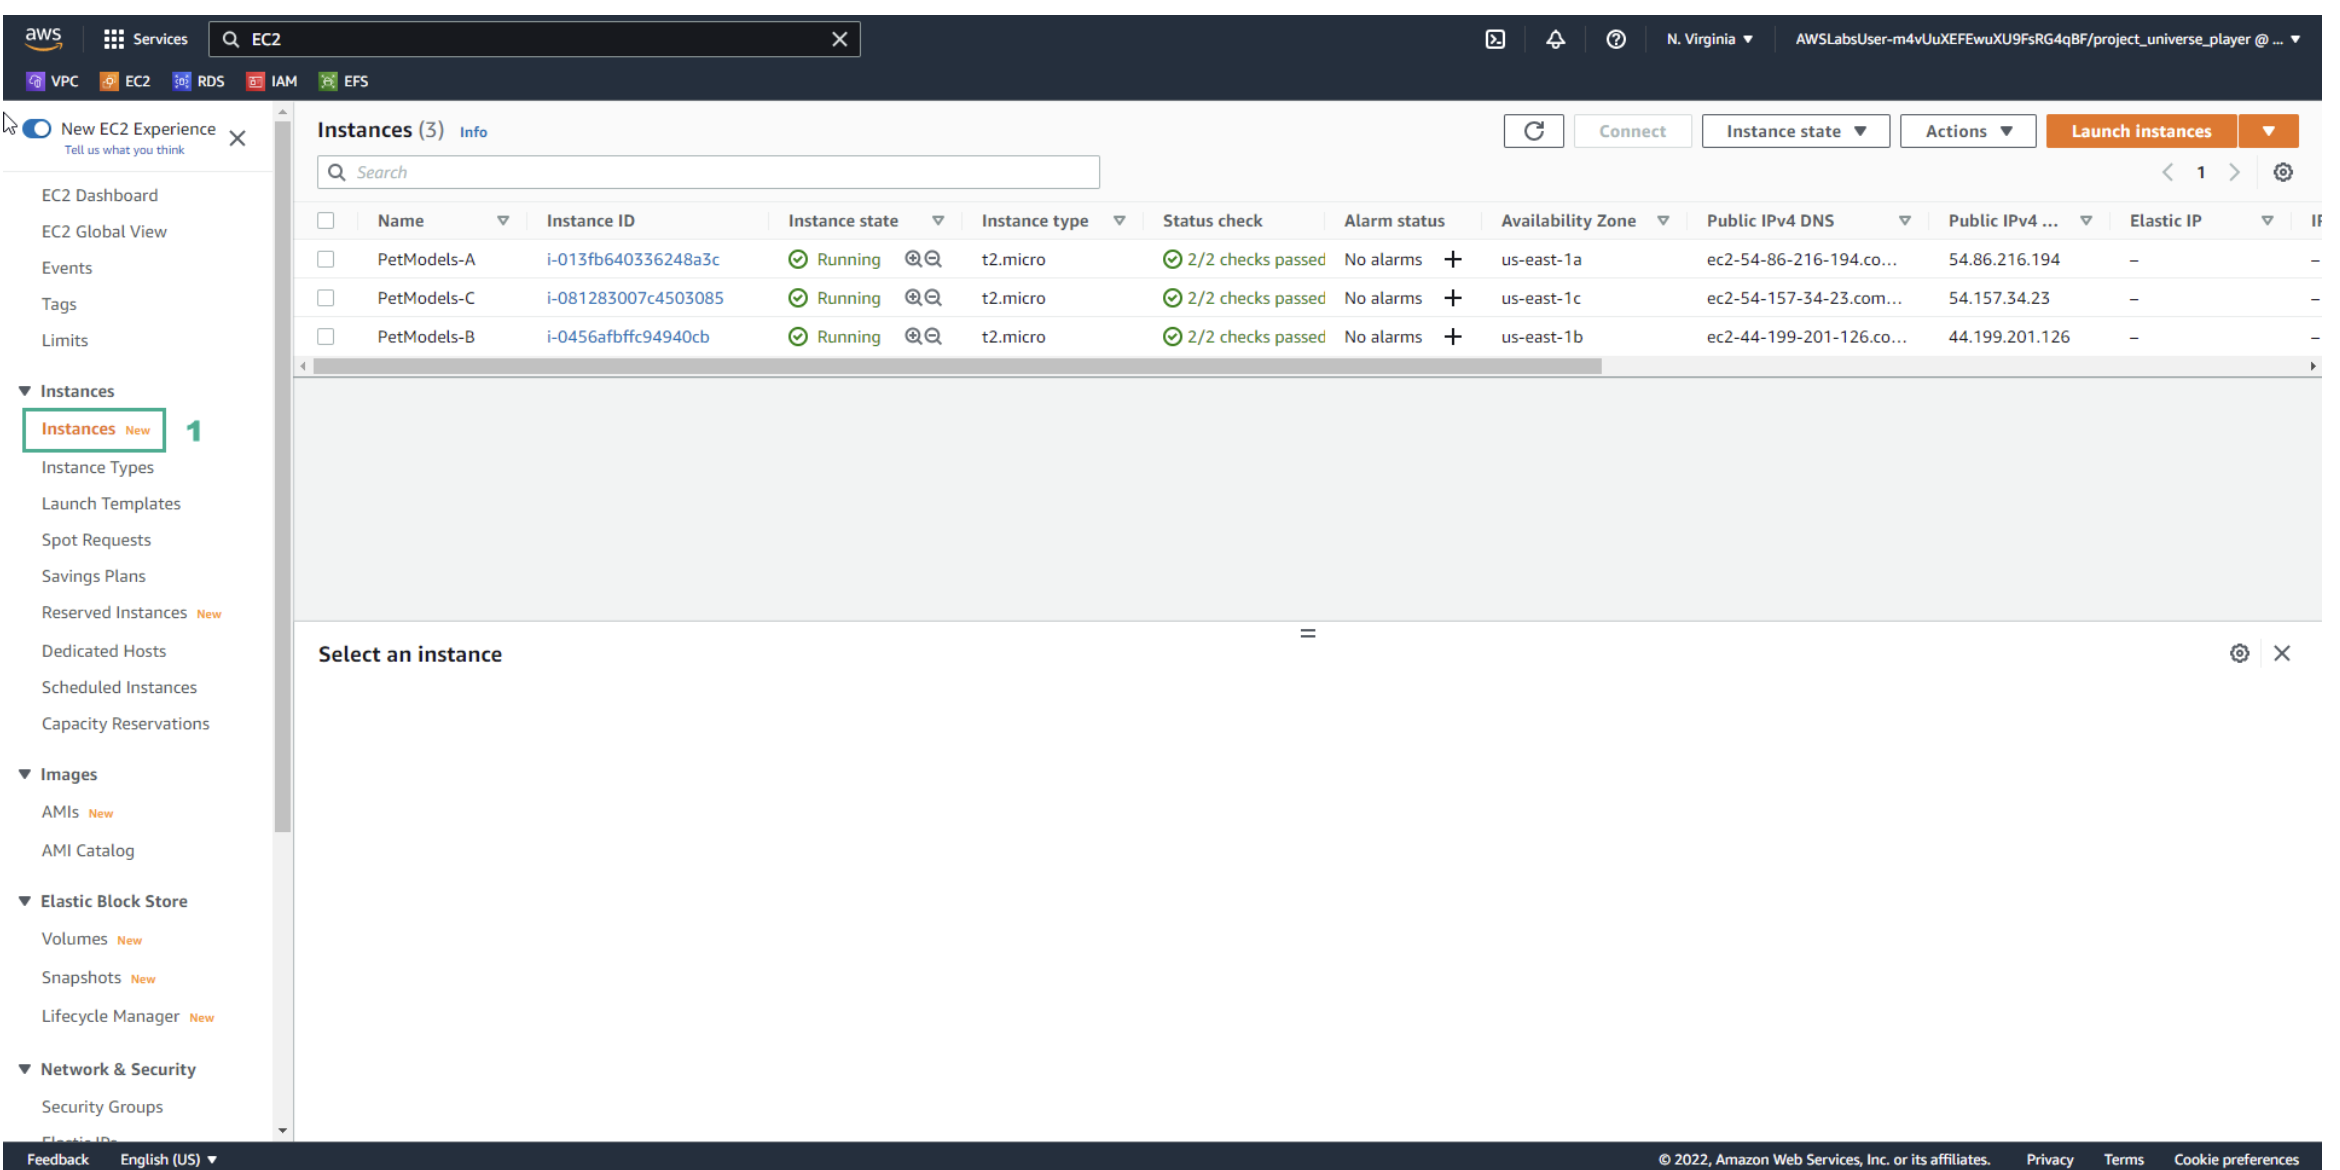 aws Services EC2 N. Virginia ▼ AWSLabsUser-m4vUuXEFEwuXU9FsRG4qBF/project_universe_player @ ... ▼
VPC EC2 RDS IAM EFS
New EC2 Experience
Tell us what you think
EC2 Dashboard
EC2 Global View
Events
Tags
Limits
Instances
Instances New 1
Instance Types
Launch Templates
Spot Requests
Savings Plans
Reserved Instances New
Dedicated Hosts
Scheduled Instances
Capacity Reservations
Images
AMIs New
AMI Catalog
Elastic Block Store
Volumes New
Snapshots New
Lifecycle Manager New
Network & Security
Security Groups
Instances (3) Info Connect Instance state ▼ Actions ▼ Launch instances ▼
Search 1
Name Instance ID Instance state Instance type Status check Alarm status Availability Zone Public IPv4 DNS Public IPv4 ... Elastic IP
PetModels-A i-013fb640336248a3c Running t2.micro 2/2 checks passed No alarms + us-east-1a ec2-54-86-216-194.co... 54.86.216.194 – –
PetModels-C i-081283007c4503085 Running t2.micro 2/2 checks passed No alarms + us-east-1c ec2-54-157-34-23.com... 54.157.34.23 – –
PetModels-B i-0456afbffc94940cb Running t2.micro 2/2 checks passed No alarms + us-east-1b ec2-44-199-201-126.co... 44.199.201.126 – –
Select an instance
Feedback English (US) ▼ © 2022, Amazon Web Services, Inc. or its affiliates. Privacy Terms Cookie preferences